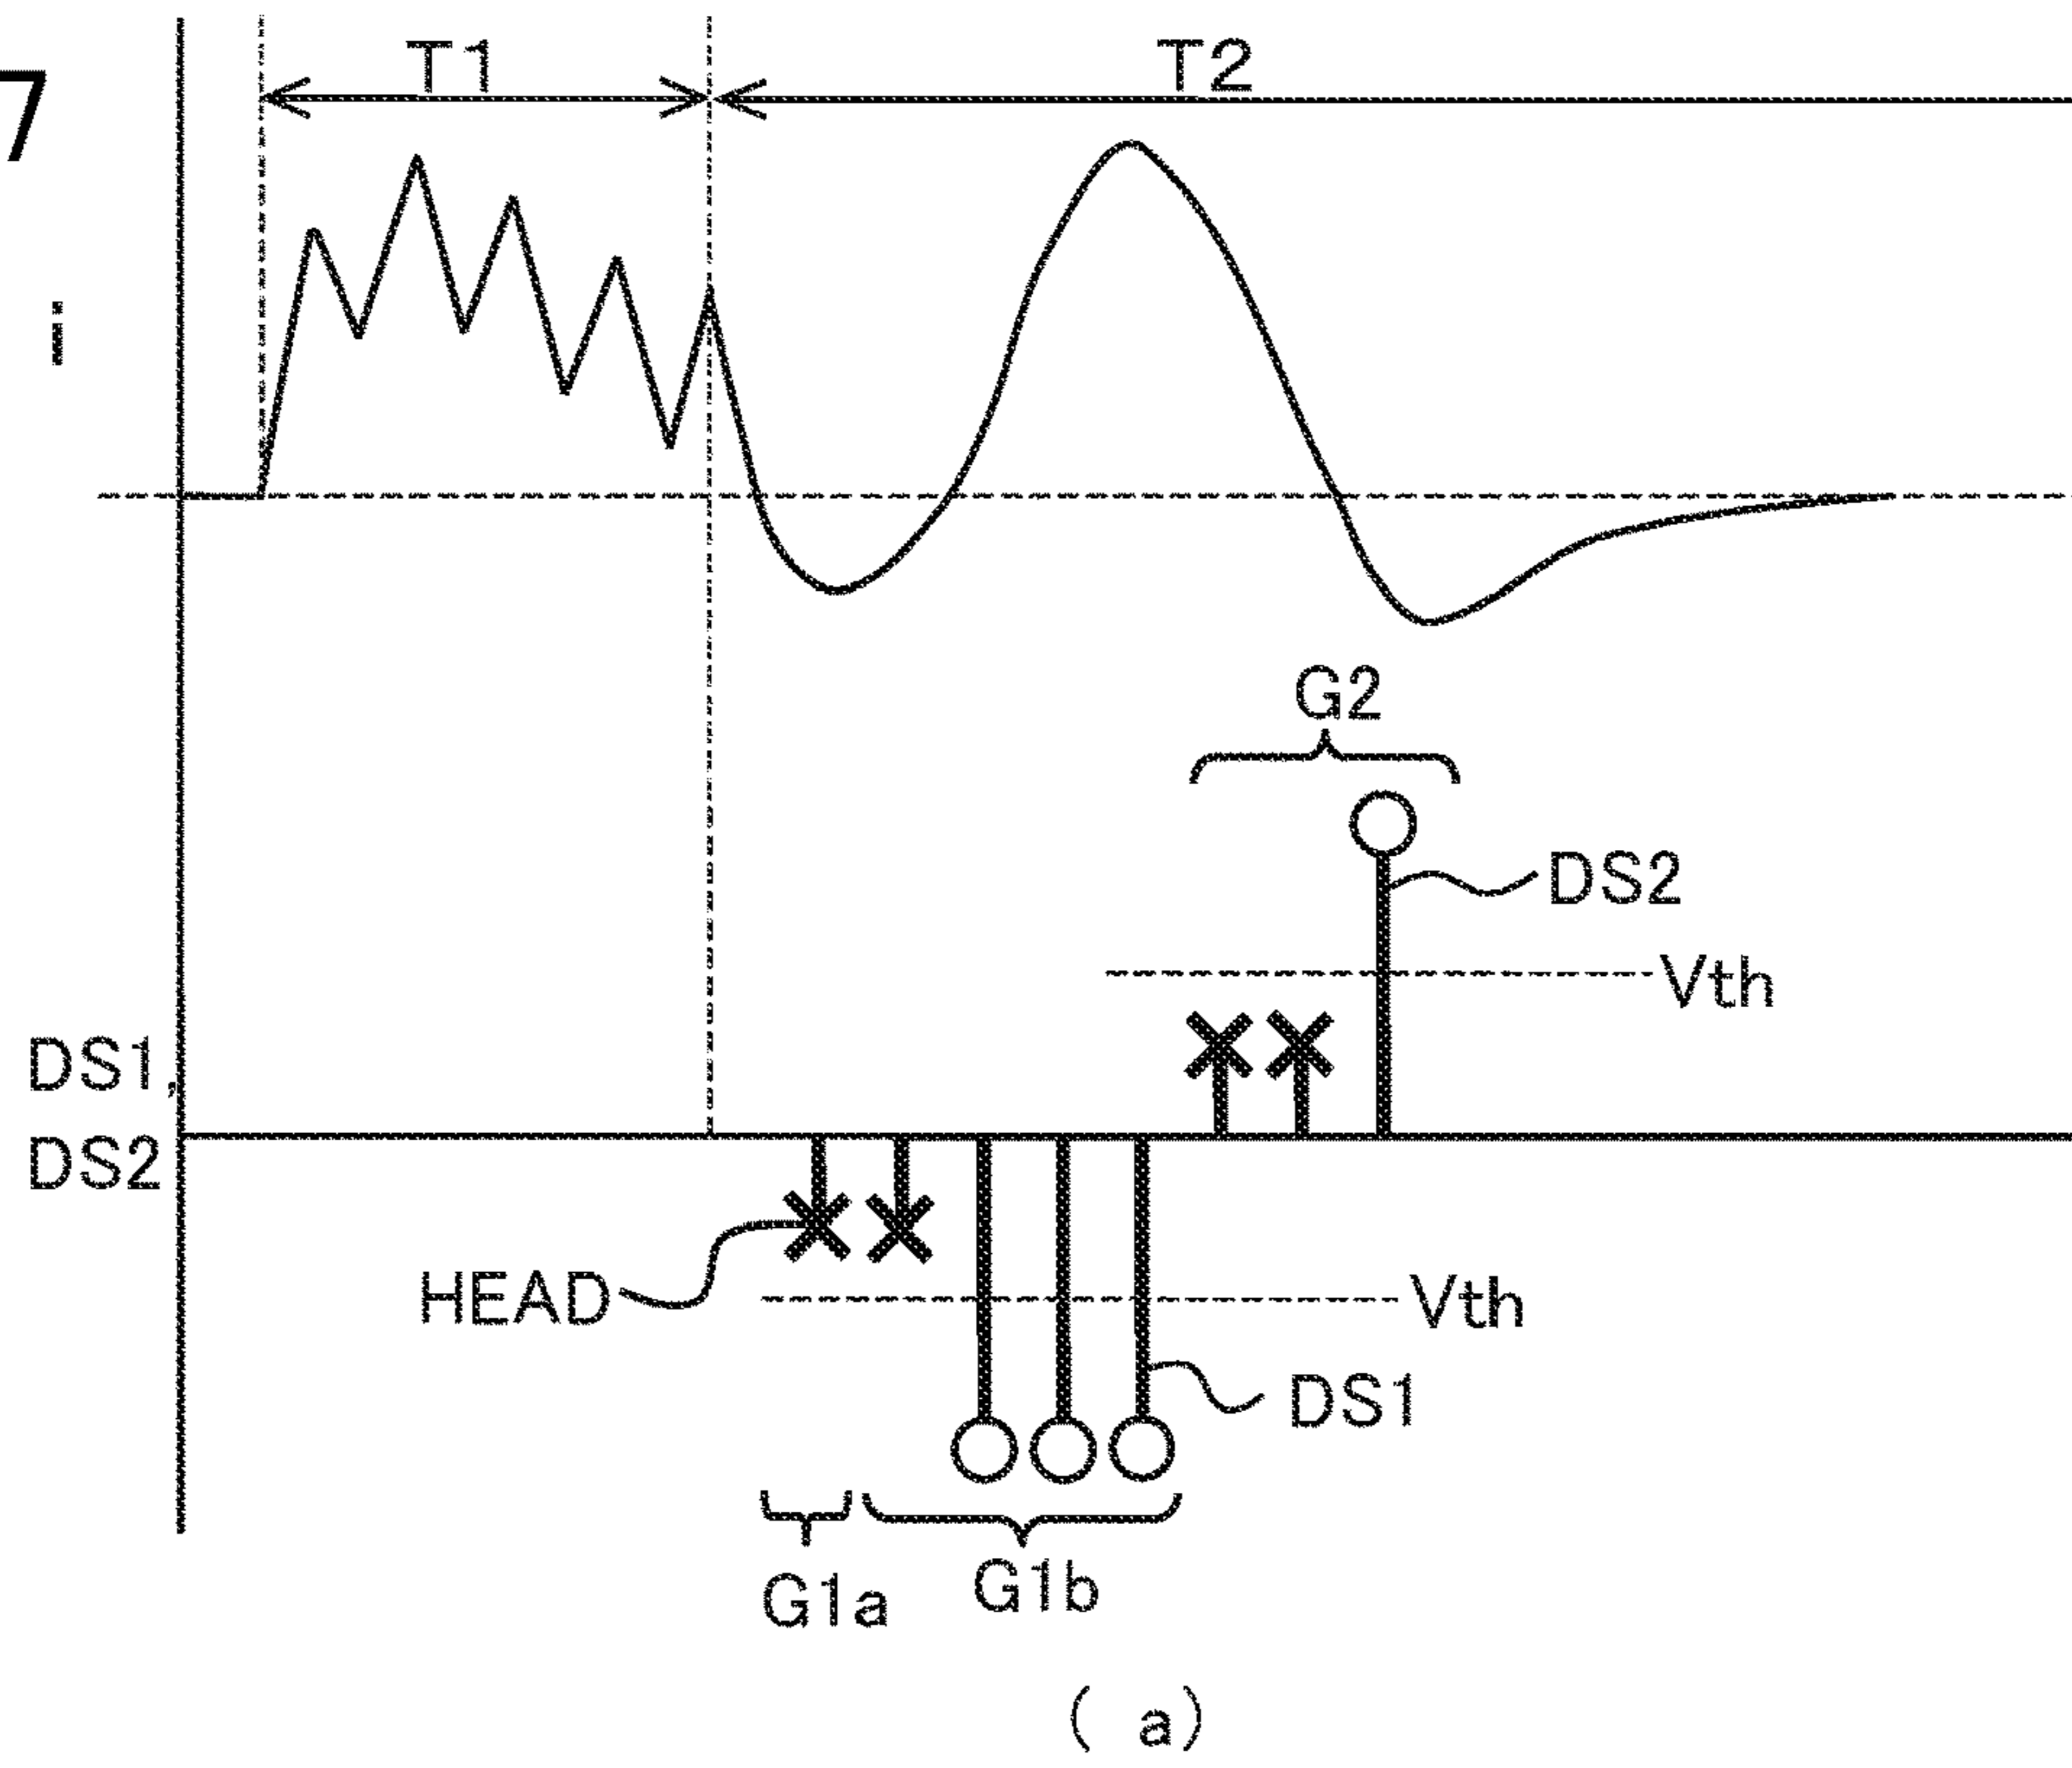 7
T1
T2
i
G2
DS2
Vth
DS1,
DS2
HEAD
Vth
DS1
G1a
G1b
( a)